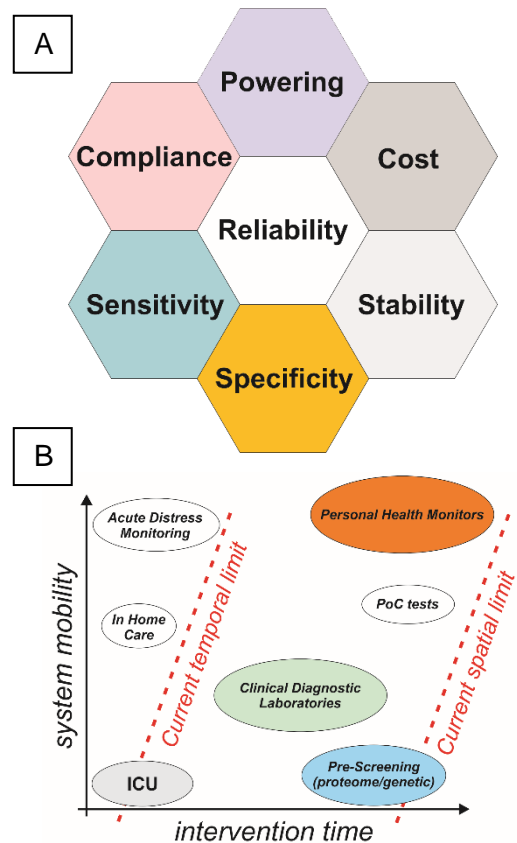 A
Powering
Compliance
Cost
Reliability
Sensitivity
Stability
Specificity
B
Acute Distress
Monitoring
Personal Health Monitors
In Home
Care
PoC tests
Clinical Diagnostic
Laboratories
ICU
Pre-Screening
(proteome/genetic)
Current temporal limit
Current spatial limit
system mobility
intervention time